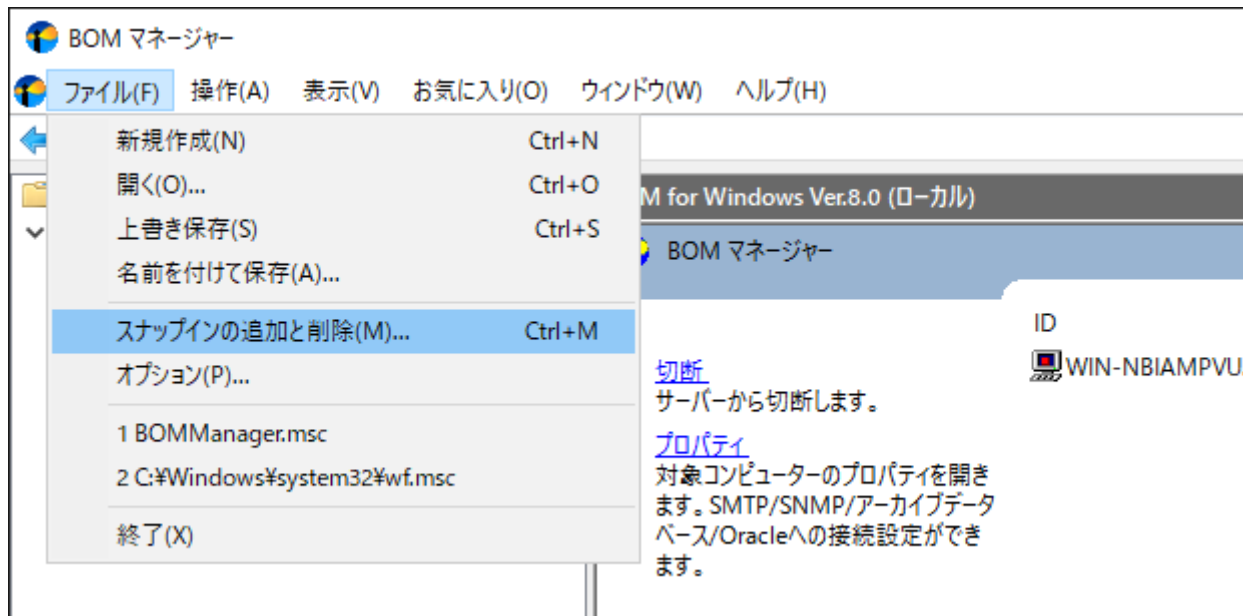 BOM マネージャー
ファイル(F) 操作(A) 表示(V) お気に入り(O) ウィンドウ(W) ヘルプ(H)
新規作成(N) Ctrl+N
開く(O)... Ctrl+O
上書き保存(S) Ctrl+S
名前を付けて保存(A)...
スナップインの追加と削除(M)... Ctrl+M
オプション(P)...
1 BOMManager.msc
2 C:¥Windows¥system32¥wf.msc
終了(X)
M for Windows Ver.8.0 (ローカル)
BOM マネージャー
切断
サーバーから切断します。
プロパティ
対象コンピューターのプロパティを開き
ます。SMTP/SNMP/アーカイブデータ
ベース/Oracleへの接続設定ができ
ます。
ID
WIN-NBIAMPVU